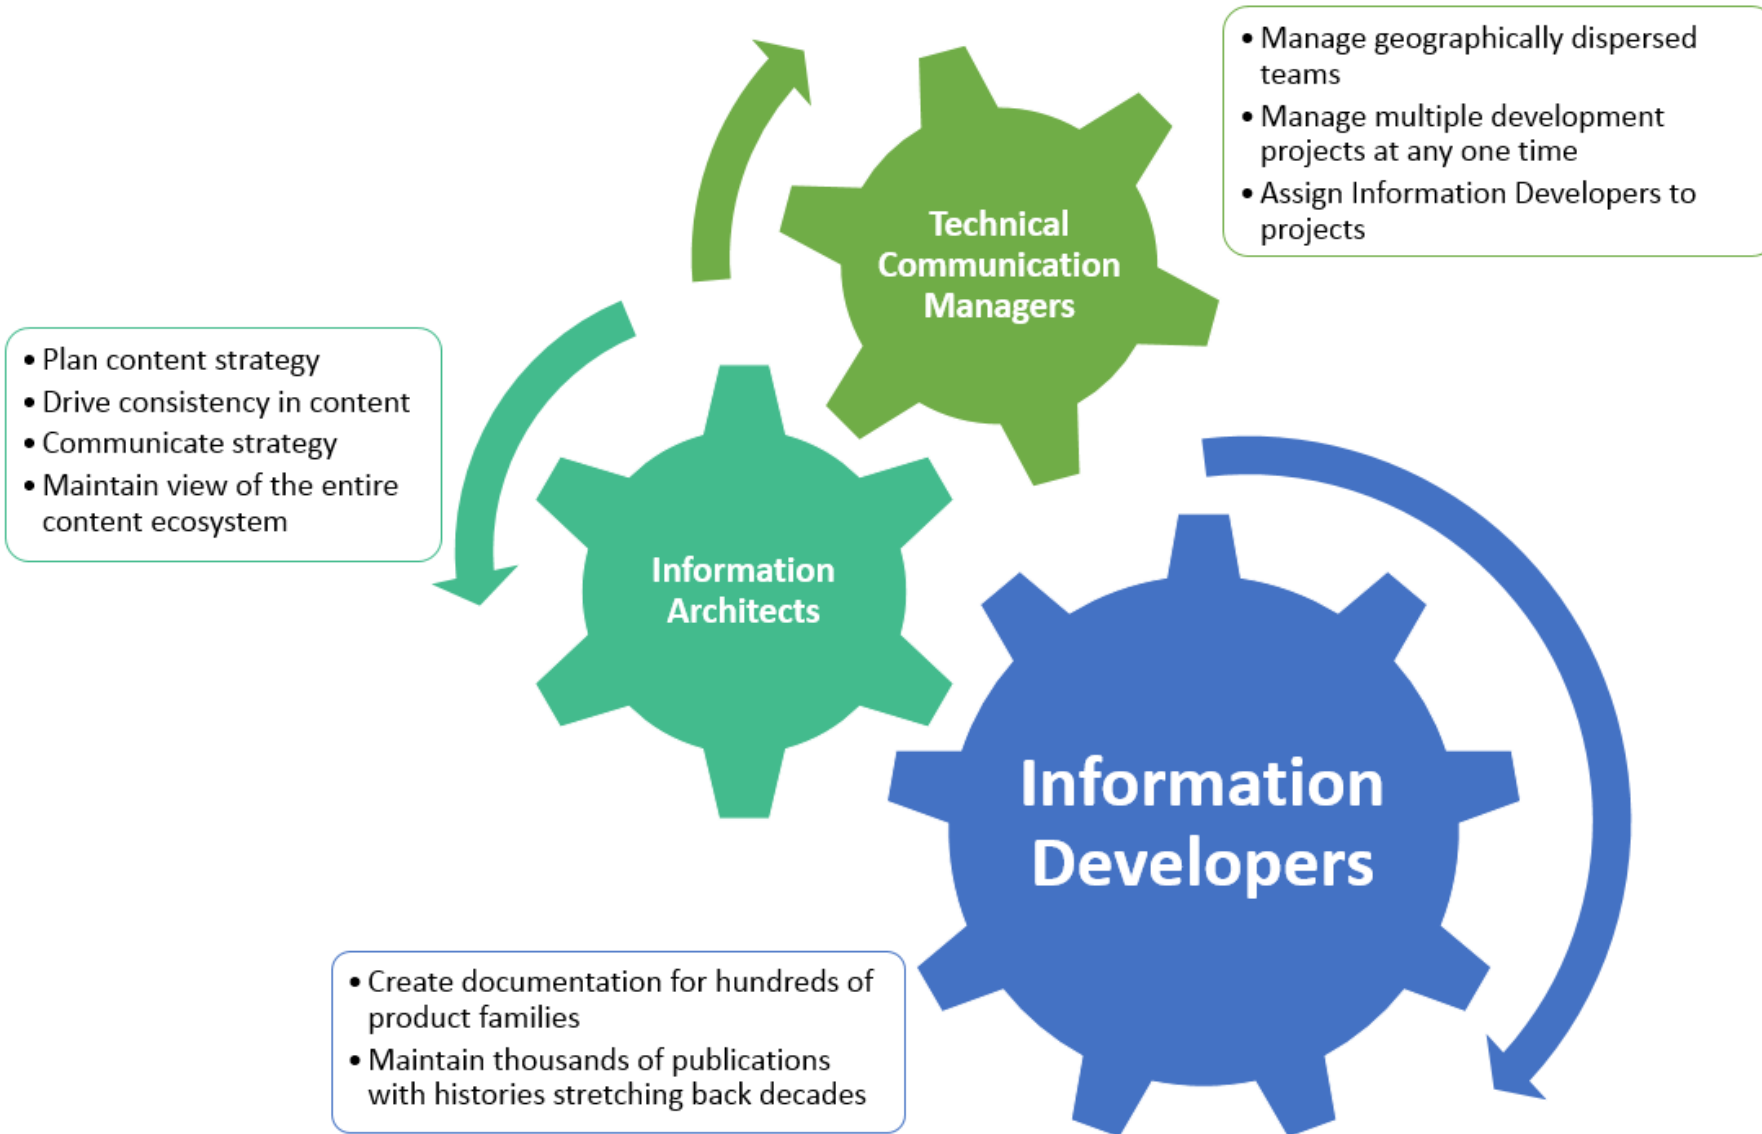 • Manage geographically dispersed
teams
• Manage multiple development
projects at any one time
• Assign Information Developers to
projects
Technical
Communication
Managers
• Plan content strategy
• Drive consistency in content
• Communicate strategy
• Maintain view of the entire
content ecosystem
Information
Architects
Information
Developers
• Create documentation for hundreds of
product families
• Maintain thousands of publications
with histories stretching back decades